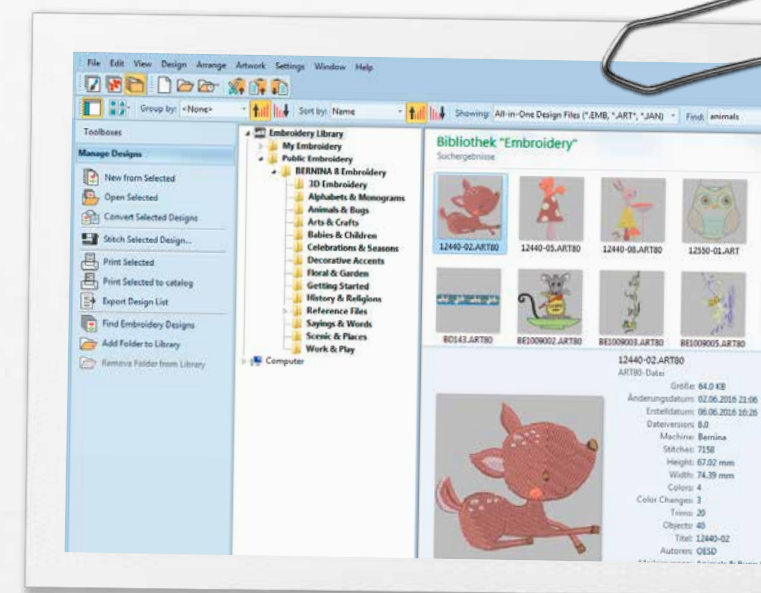 File Edit View Design Arrange Artwork Settings Window Help
Group by: <None>
Sort by: Name
Showing: All-in-One Design Files (*.EMB, *.ART*, *.JAN)
Find: animals
Toolboxes
Manage Designs
New from Selected
Open Selected
Convert Selected Designs
Stitch Selected Design...
Print Selected
Print Selected to catalog
Export Design List
Find Embroidery Designs
Add Folder to Library
Remove Folder from Library
Embroidery Library
My Embroidery
Public Embroidery
BERNINA 8 Embroidery
3D Embroidery
Alphabets & Monograms
Animals & Bugs
Arts & Crafts
Babies & Children
Celebrations & Seasons
Decorative Accents
Floral & Garden
Getting Started
History & Religions
Reference Files
Sayings & Words
Scenic & Places
Work & Play
Computer
Bibliothek "Embroidery"
Suchergebnisse
12440-02.ART80 12440-05.ART80 12440-08.ART80 12550-01.ART
BD143.ART80 BE1009002.ART80 BE1009003.ART80 BE1009005.ART80
12440-02.ART80
ART80-Datei
Größe: 64.0 KB
Änderungsdatum: 02.06.2016 21:06
Erstelldatum: 06.06.2016 16:26
Dateiversion: 8.0
Machine: Bernina
Stitches: 7158
Height: 67.02 mm
Width: 74.39 mm
Colors: 4
Color Changes: 3
Trims: 20
Objects: 40
Titel: 12440-02
Autoren: OESD